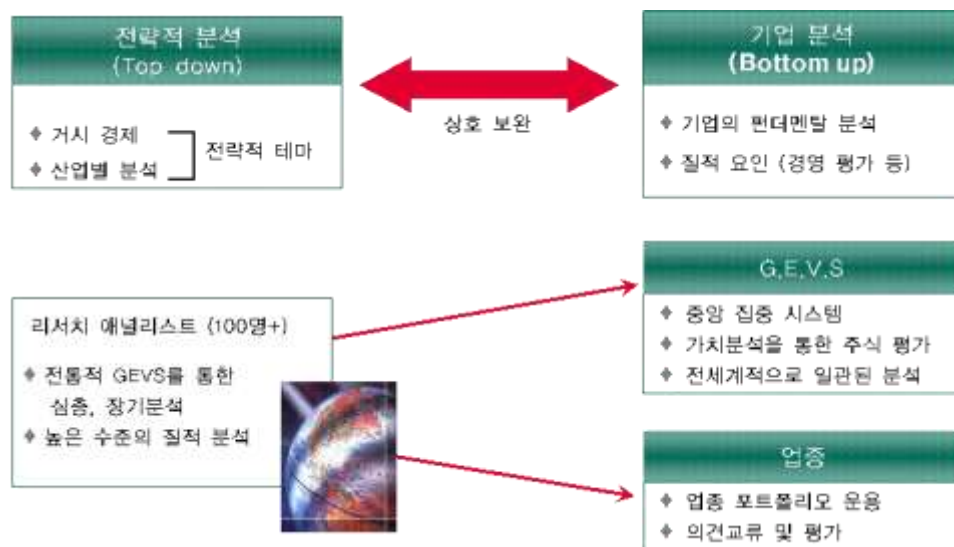 전략적 분석
(Top down)
거시 경제
산업별 분석
전략적 테마
상호 보완
기업 분석
(Bottom up)
기업의 펀더멘탈 분석
질적 요인 (경영 평가 등)
리서치 애널리스트 (100명+)
전통적 GEVS를 통한
심층, 장기분석
높은 수준의 질적 분석
G.E.V.S
중앙 집중 시스템
가치분석을 통한 주식 평가
전세계적으로 일관된 분석
업종
업종 포트폴리오 운용
의견교류 및 평가